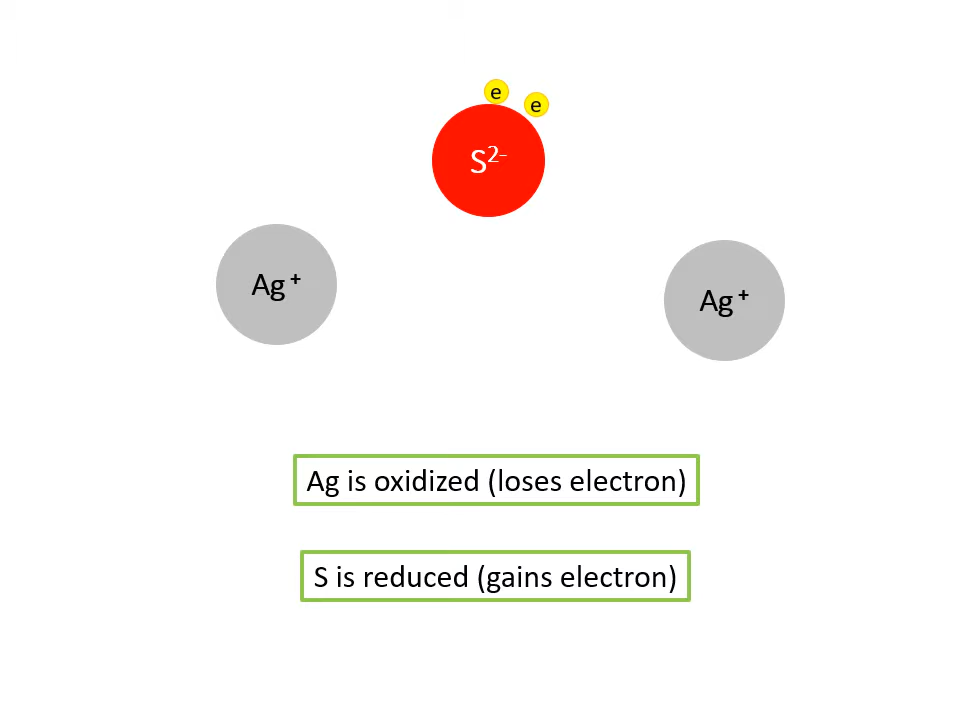 e
e
S²⁻
Ag⁺
Ag⁺
Ag is oxidized (loses electron)
S is reduced (gains electron)